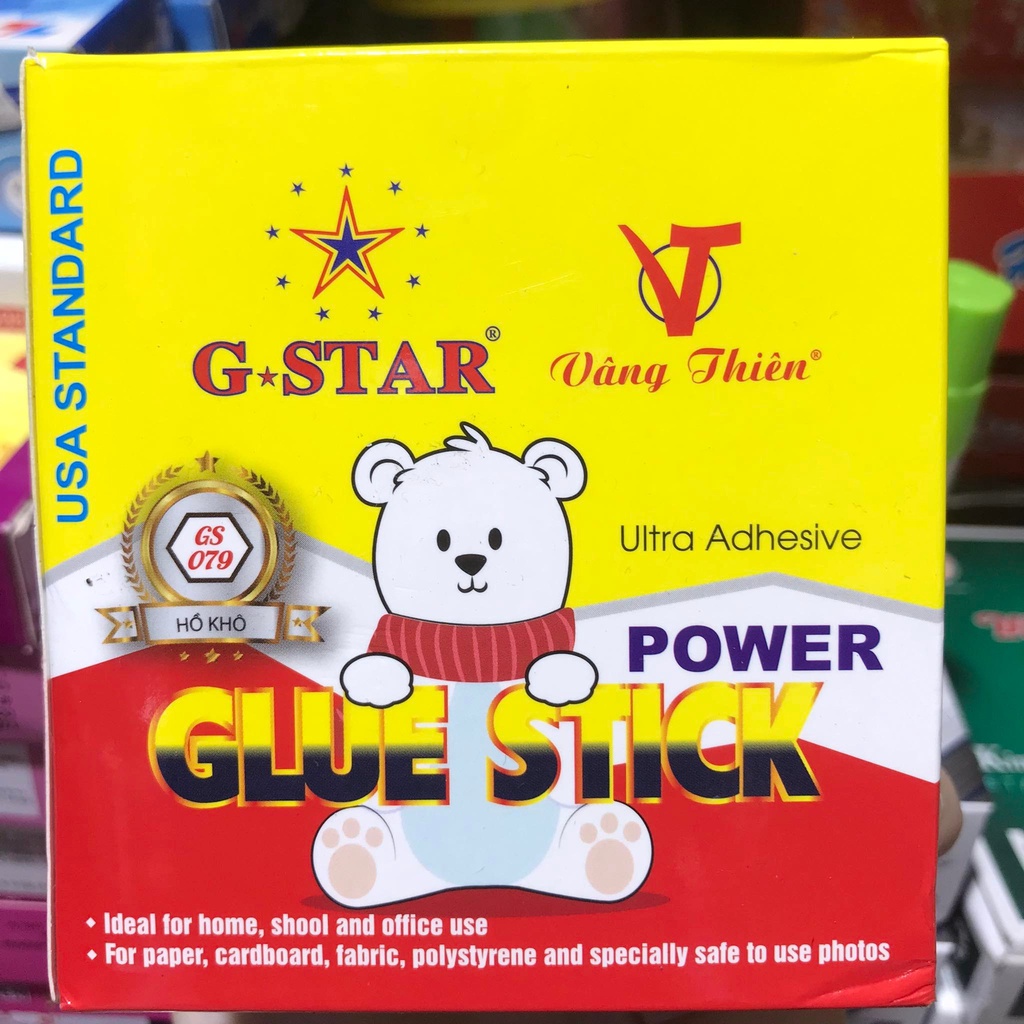 USA STANDARD
G★STAR®
VT
Vâng Thiên®
GS
079
HỒ KHÔ
Ultra Adhesive
POWER
GLUE STICK
• Ideal for home, shool and office use
• For paper, cardboard, fabric, polystyrene and specially safe to use photos